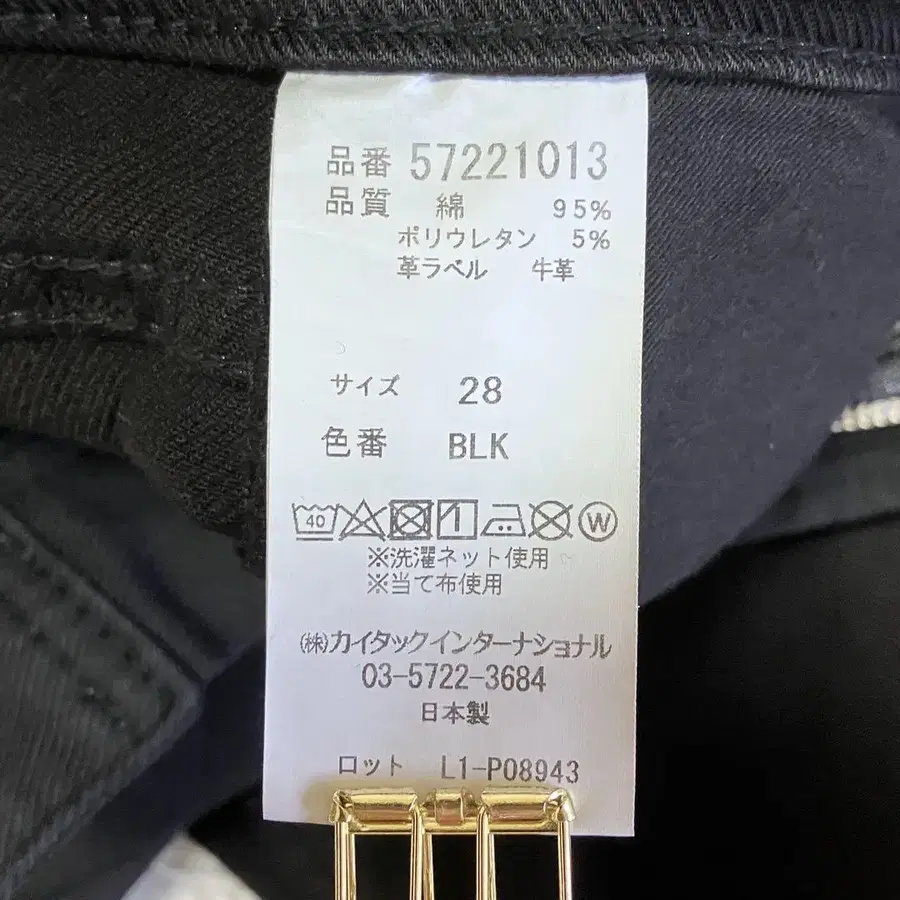 品番 57221013
品質 綿 95%
ポリウレタン 5%
革ラベル 牛革
サイズ 28
色番 BLK
40 W
※洗濯ネット使用
※当て布使用
㈱カイタックインターナショナル
03-5722-3684
日本製
ロット L1-P08943